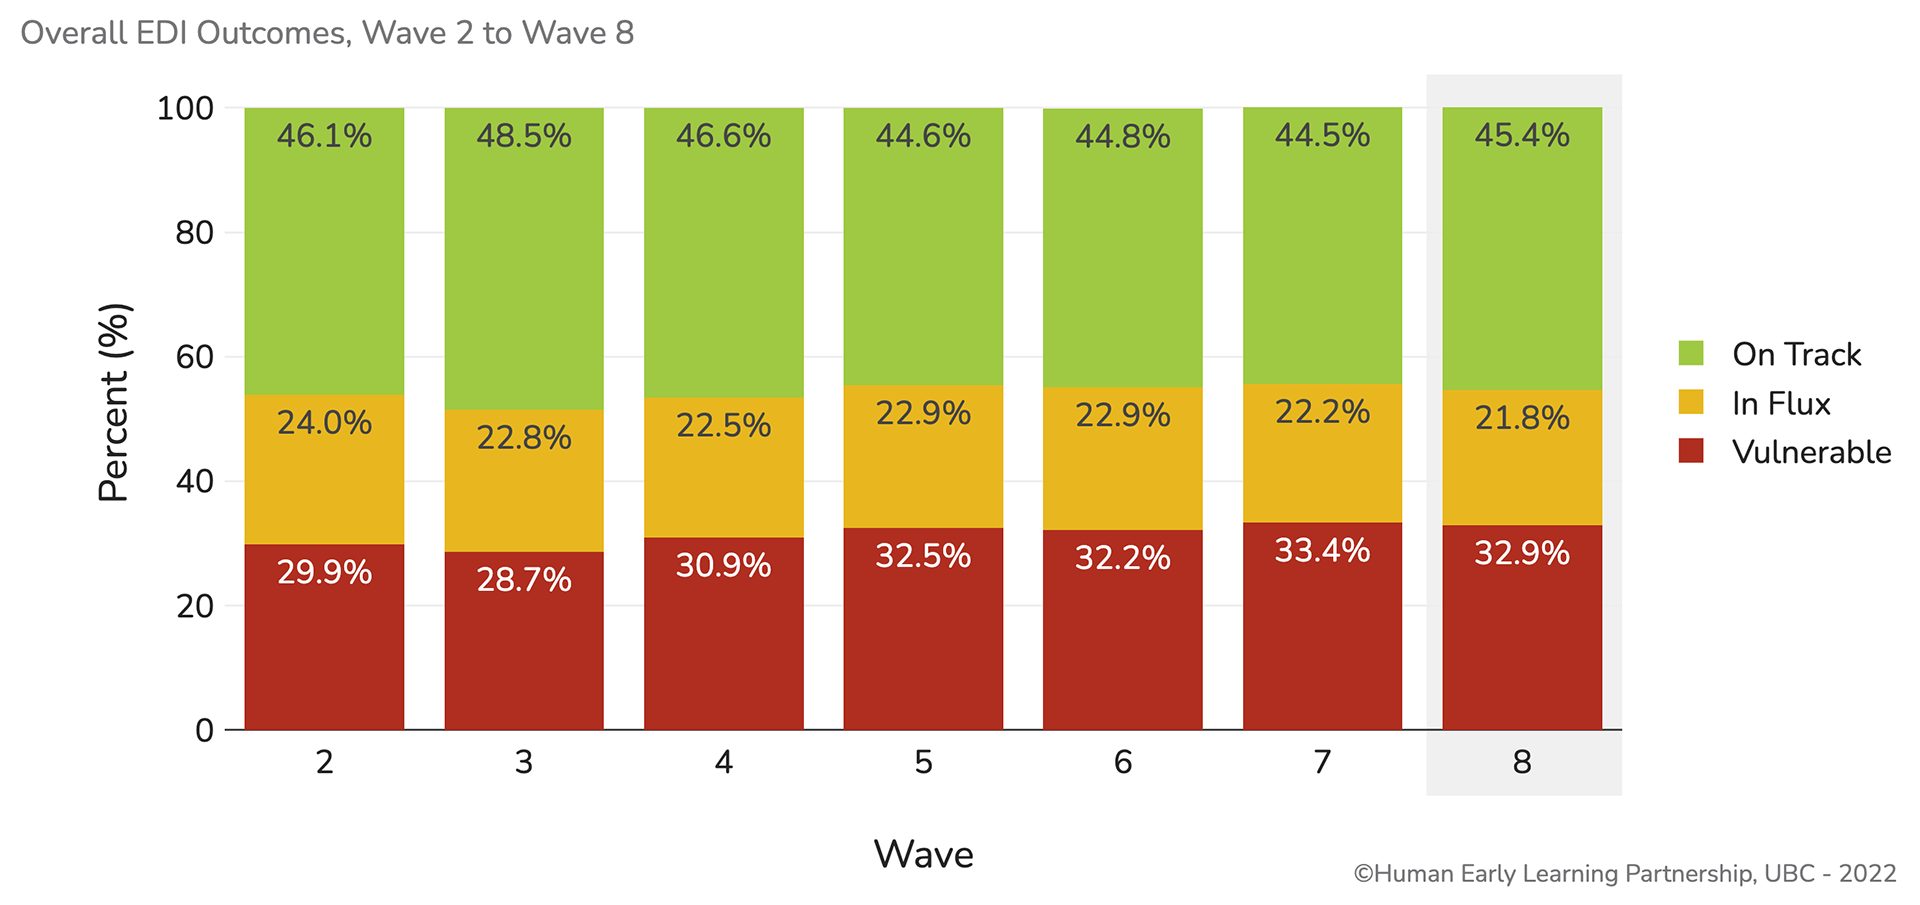 Overall EDI Outcomes, Wave 2 to Wave 8
100
80
60
40
20
0
Percent (%)
46.1% 48.5% 46.6% 44.6% 44.8% 44.5% 45.4%
24.0% 22.8% 22.5% 22.9% 22.9% 22.2% 21.8%
29.9% 28.7% 30.9% 32.5% 32.2% 33.4% 32.9%
2 3 4 5 6 7 8
Wave
On Track
In Flux
Vulnerable
©Human Early Learning Partnership, UBC - 2022